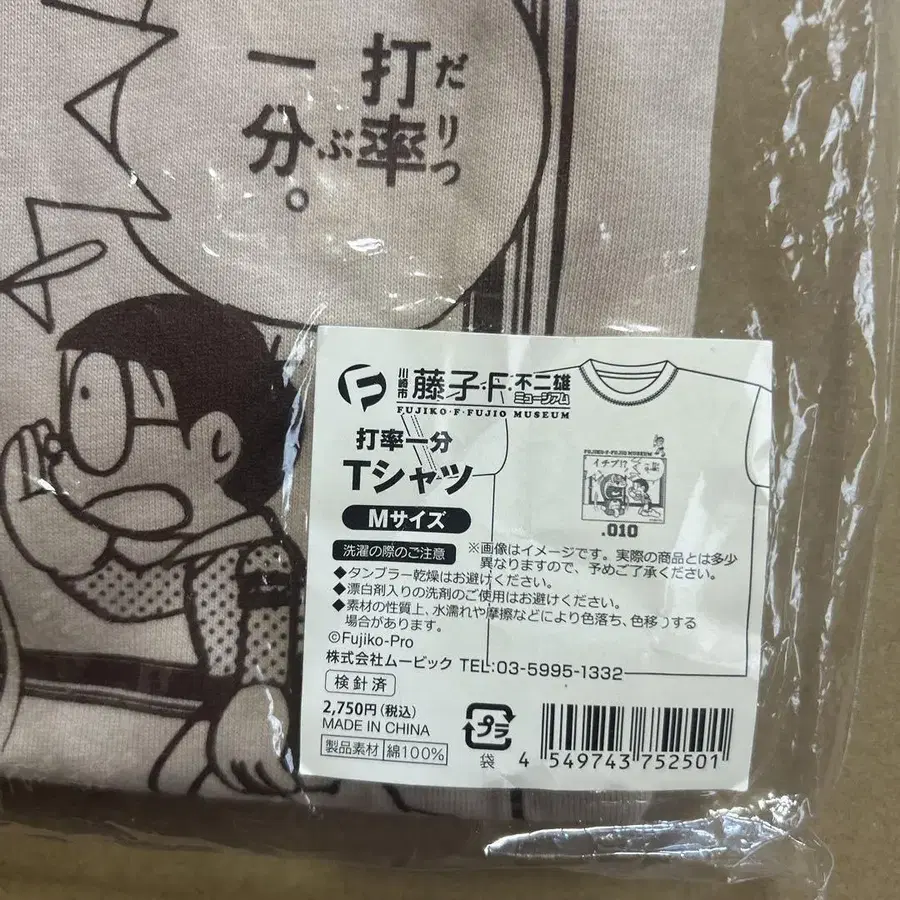 打率
だりつ
一分。
ぶ
川崎市
藤子・F・不二雄
ミュージアム
FUJIKO・F・FUJIO MUSEUM
打率一分
Tシャツ
Mサイズ
洗濯の際のご注意
※画像はイメージです。実際の商品とは多少
異なりますので、予めご了承ください。
◆タンブラー乾燥はお避けください。
◆漂白剤入りの洗剤のご使用はお避けください。
◆素材の性質上、水濡れや摩擦などにより色落ち、色移りする
場合があります。
©Fujiko-Pro
株式会社ムービック TEL:03-5995-1332
検針済
2,750円(税込)
MADE IN CHINA
製品素材 綿100%
プラ
袋
4 549743 752501
FUJIKO・F・FUJIO MUSEUM
イチブ!?
.010